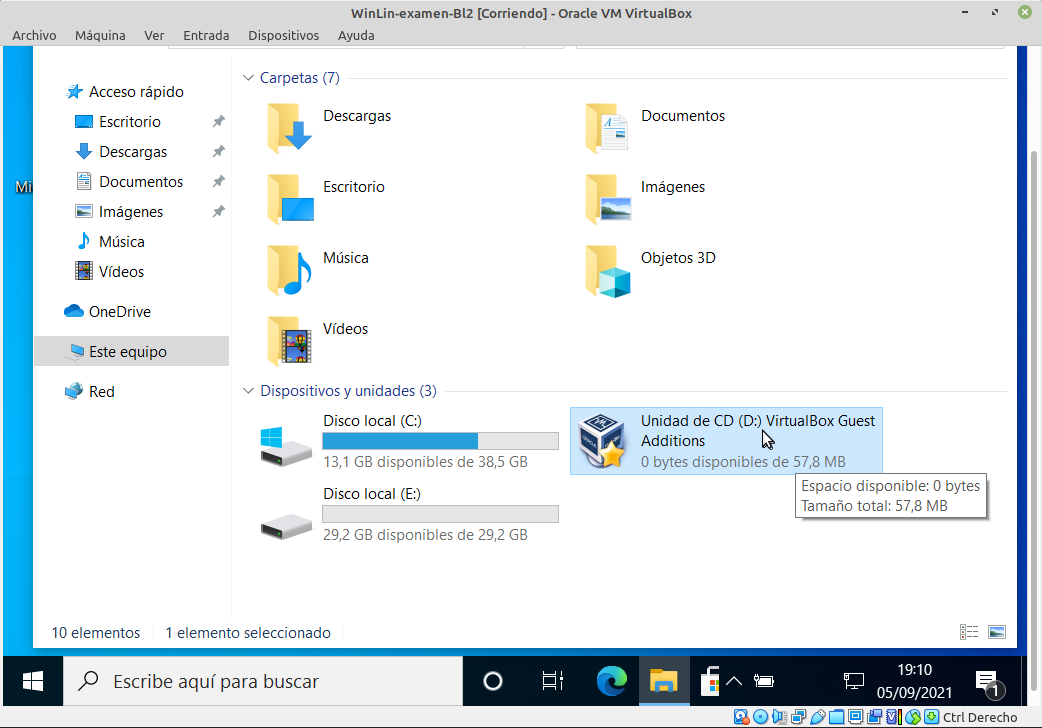 WinLin-examen-Bl2 [Corriendo] - Oracle VM VirtualBox
Archivo Máquina Ver Entrada Dispositivos Ayuda
Carpetas (7)
Acceso rápido
Escritorio
Descargas
Documentos
Imágenes
Música
Vídeos
OneDrive
Este equipo
Red
Mi
Descargas
Documentos
Escritorio
Imágenes
Música
Objetos 3D
Vídeos
Dispositivos y unidades (3)
Disco local (C:)
13,1 GB disponibles de 38,5 GB
Unidad de CD (D:) VirtualBox Guest
Additions
0 bytes disponibles de 57,8 MB
Espacio disponible: 0 bytes
Tamaño total: 57,8 MB
Disco local (E:)
29,2 GB disponibles de 29,2 GB
10 elementos 1 elemento seleccionado
Escribe aquí para buscar
19:10
05/09/2021
1
Ctrl Derecho